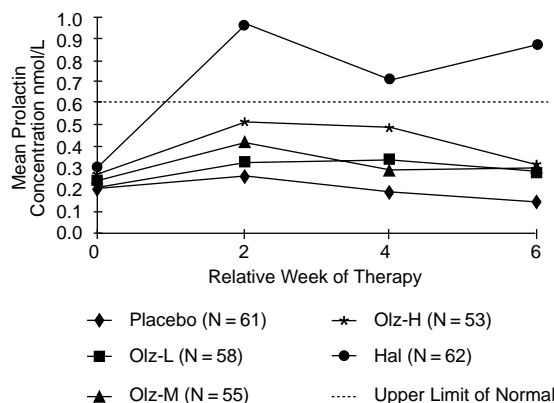 1.0
0.9
0.8
0.7
0.6
0.5
0.4
0.3
0.2
0.1
0.0
Mean Prolactin
Concentration nmol/L
0 2 4 6
Relative Week of Therapy
Placebo (N = 61) Olz-H (N = 53)
Olz-L (N = 58) Hal (N = 62)
Olz-M (N = 55) Upper Limit of Normal